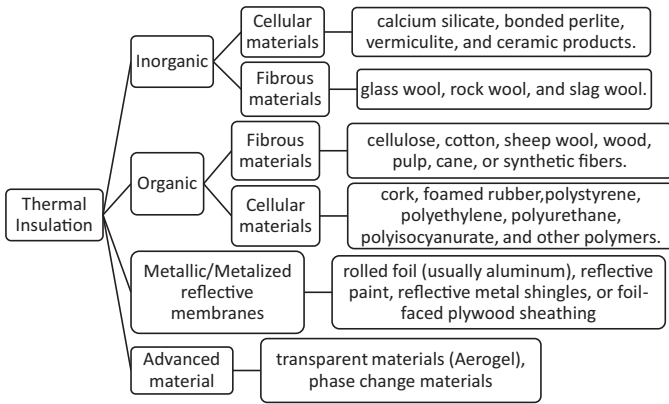 Thermal
Insulation
Inorganic
Cellular
materials
calcium silicate, bonded perlite,
vermiculite, and ceramic products.
Fibrous
materials
glass wool, rock wool, and slag wool.
Organic
Fibrous
materials
cellulose, cotton, sheep wool, wood,
pulp, cane, or synthetic fibers.
Cellular
materials
cork, foamed rubber,polystyrene,
polyethylene, polyurethane,
polyisocyanurate, and other polymers.
Metallic/Metalized
reflective
membranes
rolled foil (usually aluminum), reflective
paint, reflective metal shingles, or foil-
faced plywood sheathing
Advanced
material
transparent materials (Aerogel),
phase change materials